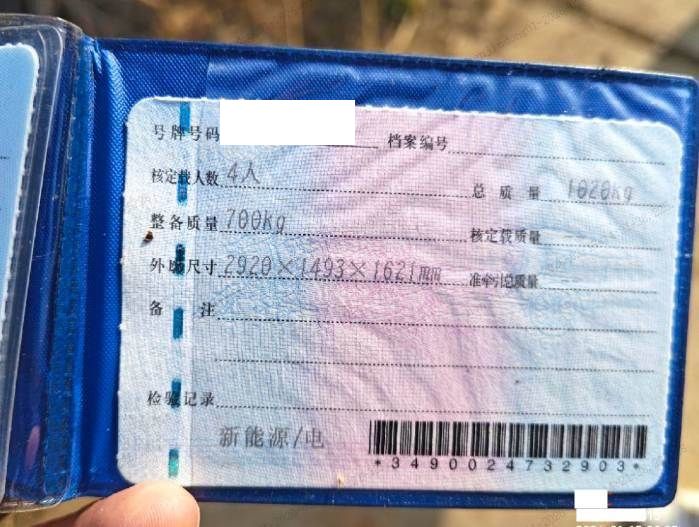 号牌号码 档案编号
核定载人数 4人 总质量 1020kg
整备质量 700kg 核定载质量
外廓尺寸 2920×1493×1621mm 准牵引总质量
备注
检验记录
新能源/电
*3490024732903*